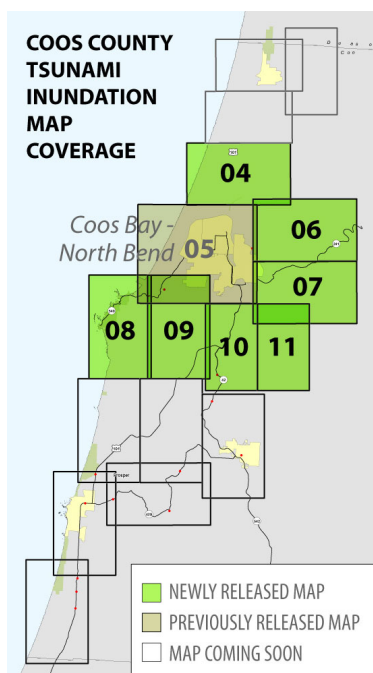 COOS COUNTY
TSUNAMI
INUNDATION
MAP
COVERAGE
04
Coos Bay -
North Bend
05
06
07
08
09
10
11
NEWLY RELEASED MAP
PREVIOUSLY RELEASED MAP
MAP COMING SOON